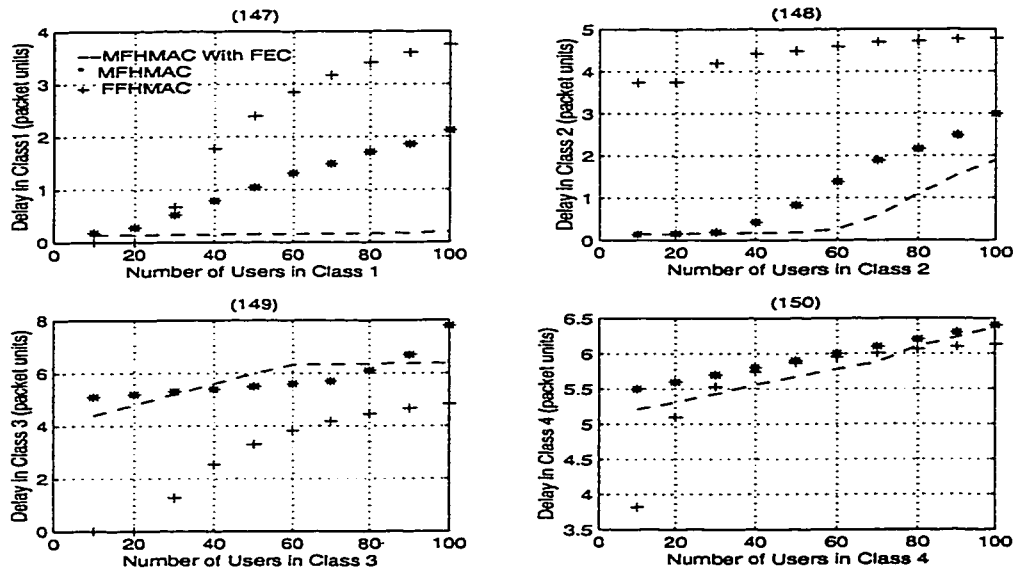 (147)
4
3
2
1
0
Delay in Class1 (packet units)
MFHMAC With FEC
MFHMAC
FFHMAC
0 20 40 60 80 100
Number of Users in Class 1
(148)
5
4
3
2
1
0
Delay in Class 2 (packet units)
0 20 40 60 80 100
Number of Users in Class 2
(149)
8
6
4
2
0
Delay in Class 3 (packet units)
0 20 40 60 80 100
Number of Users in Class 3
(150)
6.5
6
5.5
5
4.5
4
3.5
Delay in Class 4 (packet units)
0 20 40 60 80 100
Number of Users in Class 4